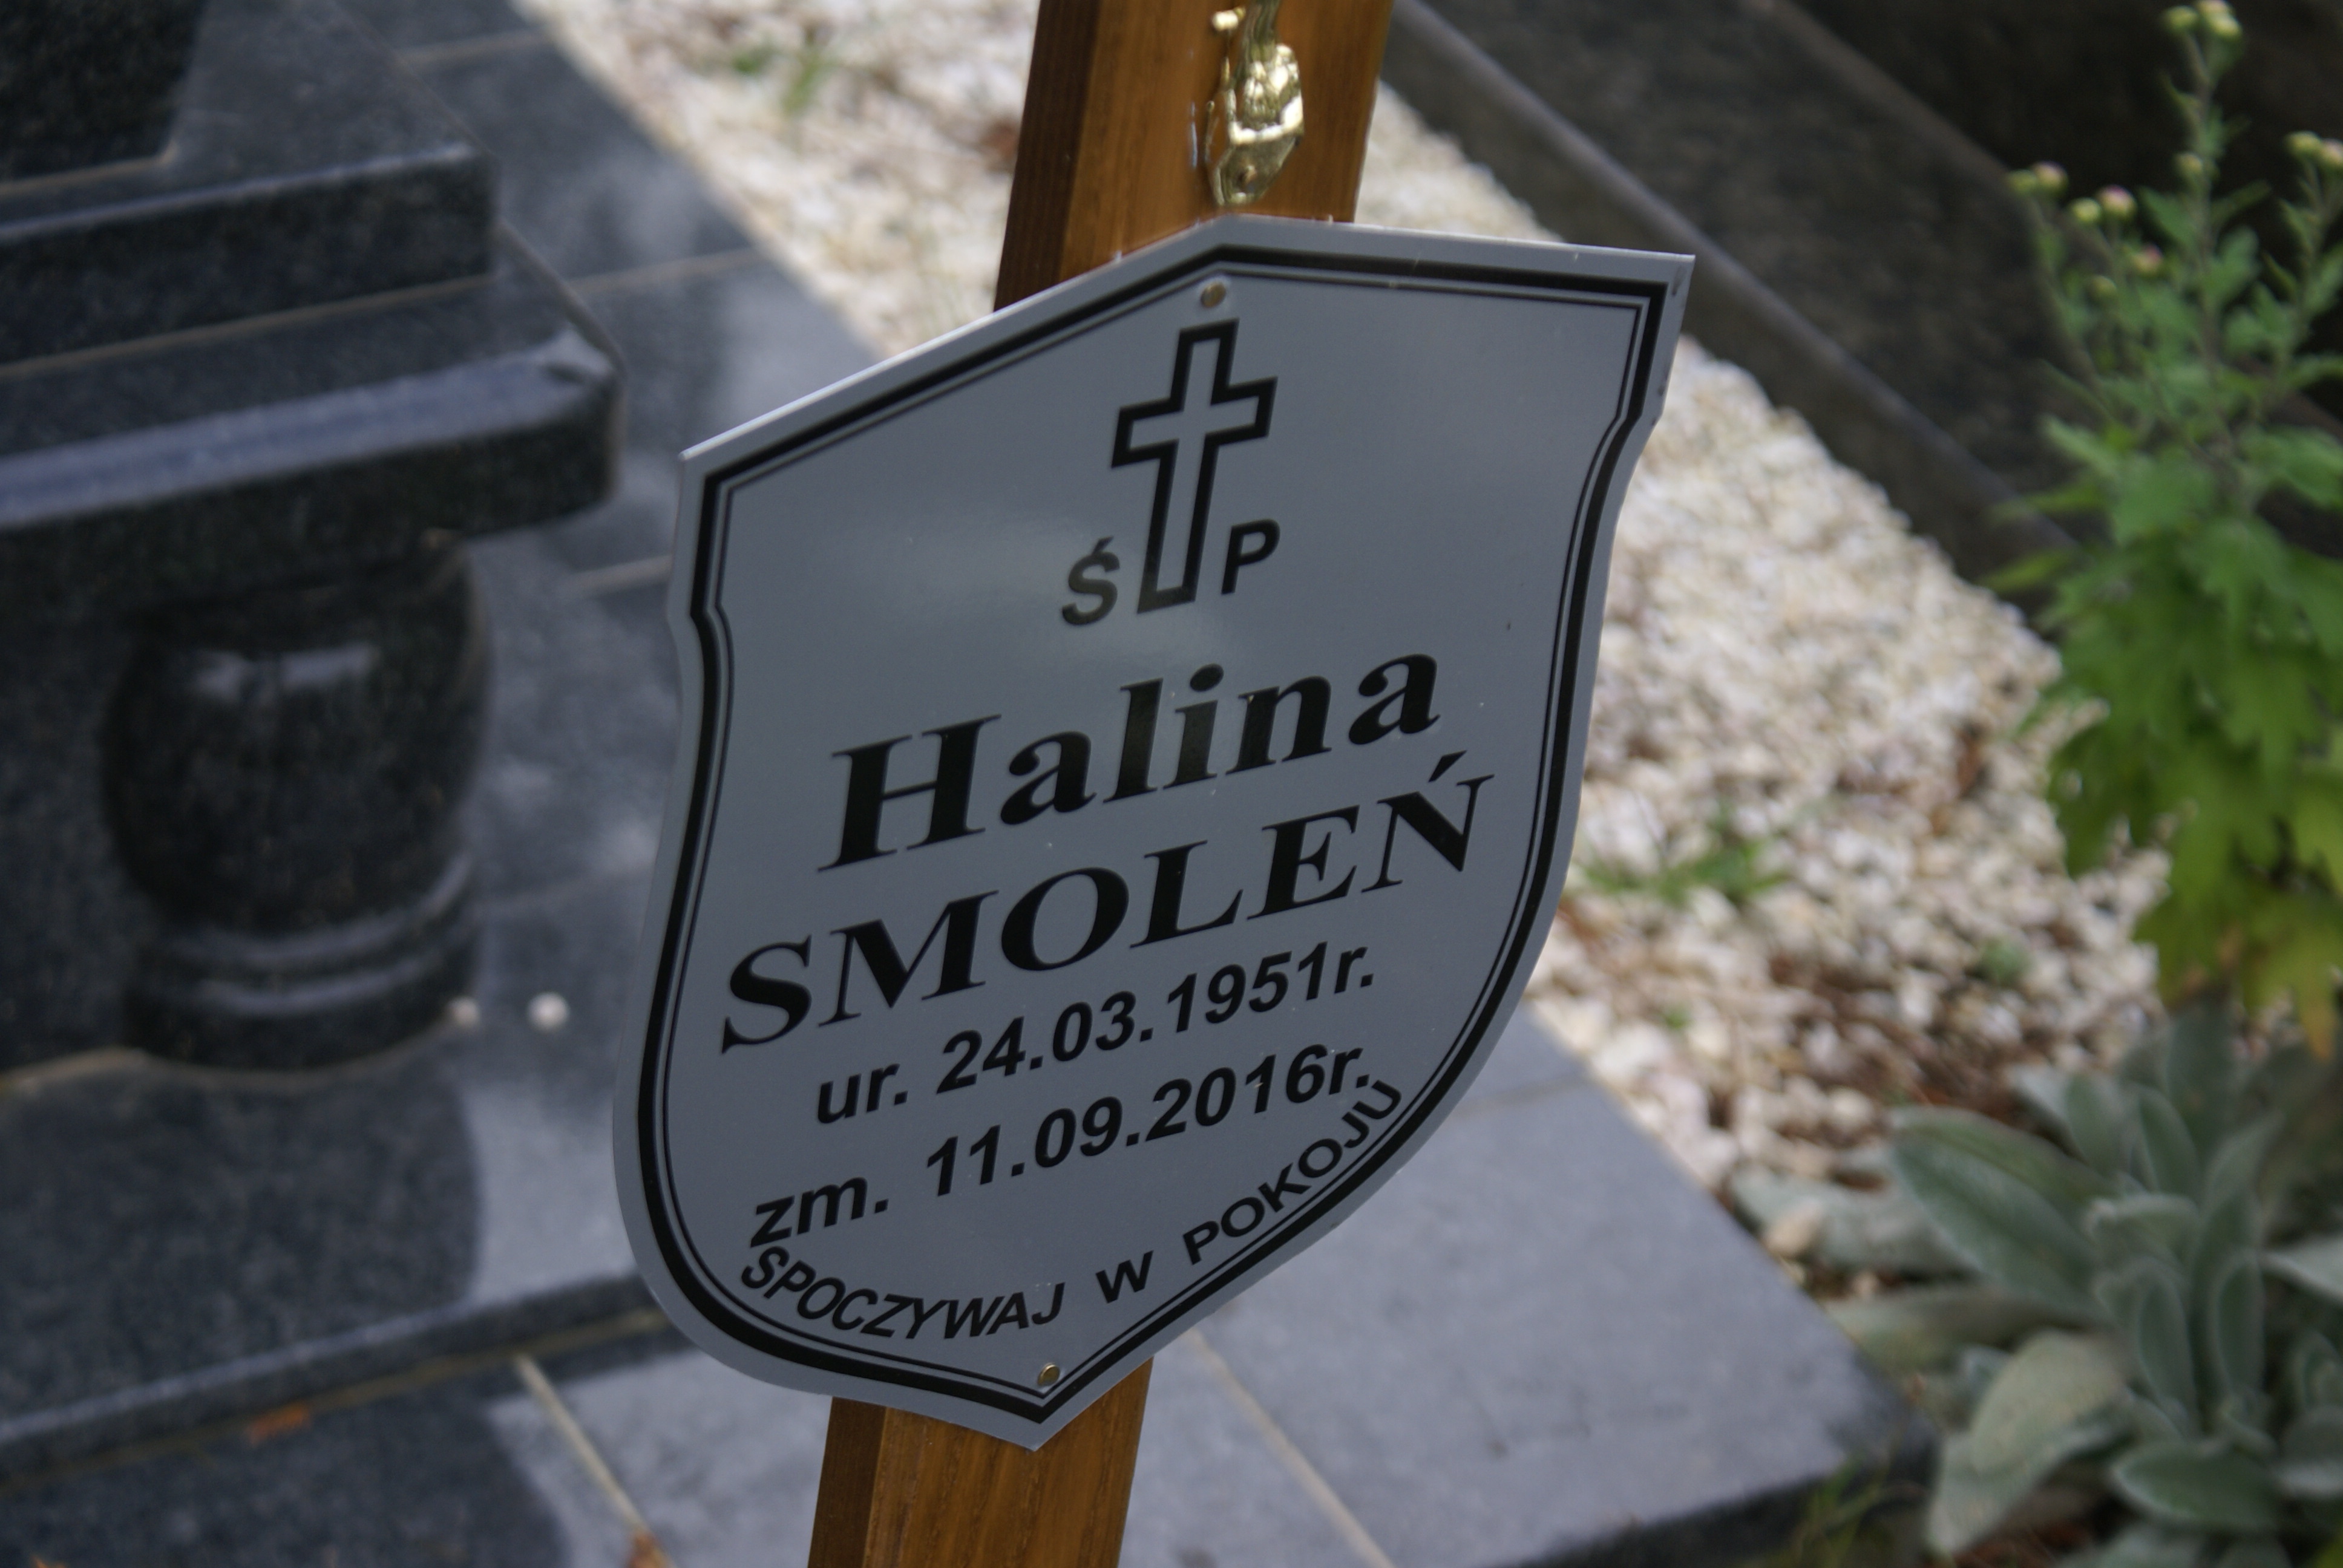 Ś P
Halina
SMOLEŃ
ur. 24.03.1951r.
zm. 11.09.2016r.
SPOCZYWAJ W POKOJU